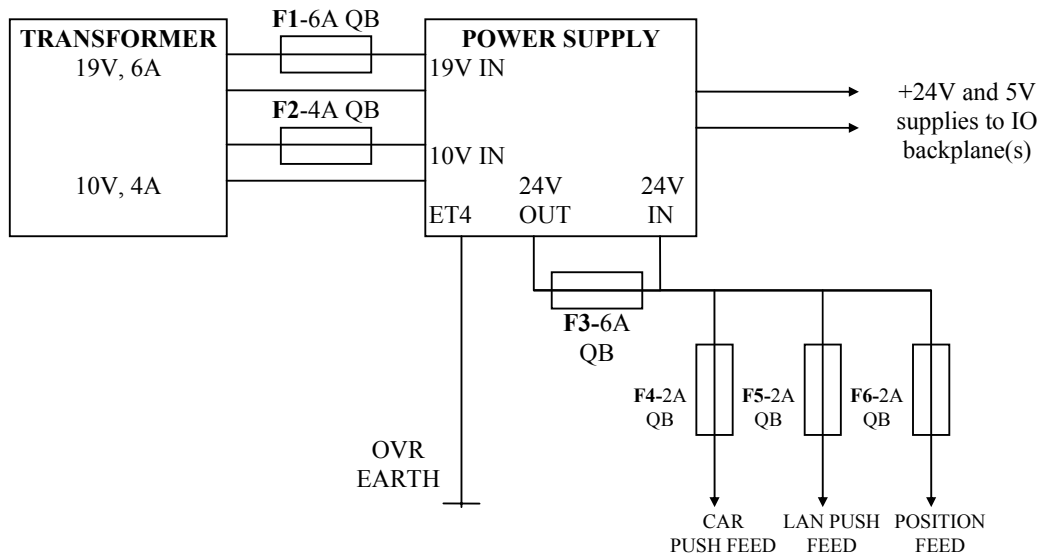 F1-6A QB
TRANSFORMER
19V, 6A
10V, 4A
F2-4A QB
POWER SUPPLY
19V IN
10V IN
24V
OUT
24V
IN
ET4
+24V and 5V
supplies to IO
backplane(s)
F3-6A
QB
F4-2A
QB
F5-2A
QB
F6-2A
QB
OVR
EARTH
CAR
PUSH FEED
LAN PUSH
FEED
POSITION
FEED